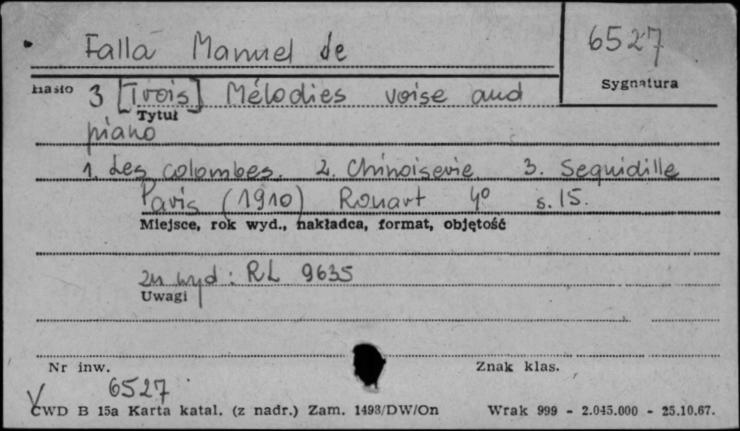 Falla Manuel de
6527
hasło
Sygnatura
3 [Trois] Mélodies voise and
Tytuł
piano
1. Les colombes. 2. Chinoiserie 3. Seguidille
Paris (1910) Rouart 4° s. 15.
Miejsce, rok wyd., nakładca, format, objętość
zn wyd : RL 9635
Uwagi
Nr inw.
Znak klas.
6527
CWD B 15a Karta katal. (z nadr.) Zam. 1493/DW/On Wrak 999 - 2.045.000 - 25.10.67.